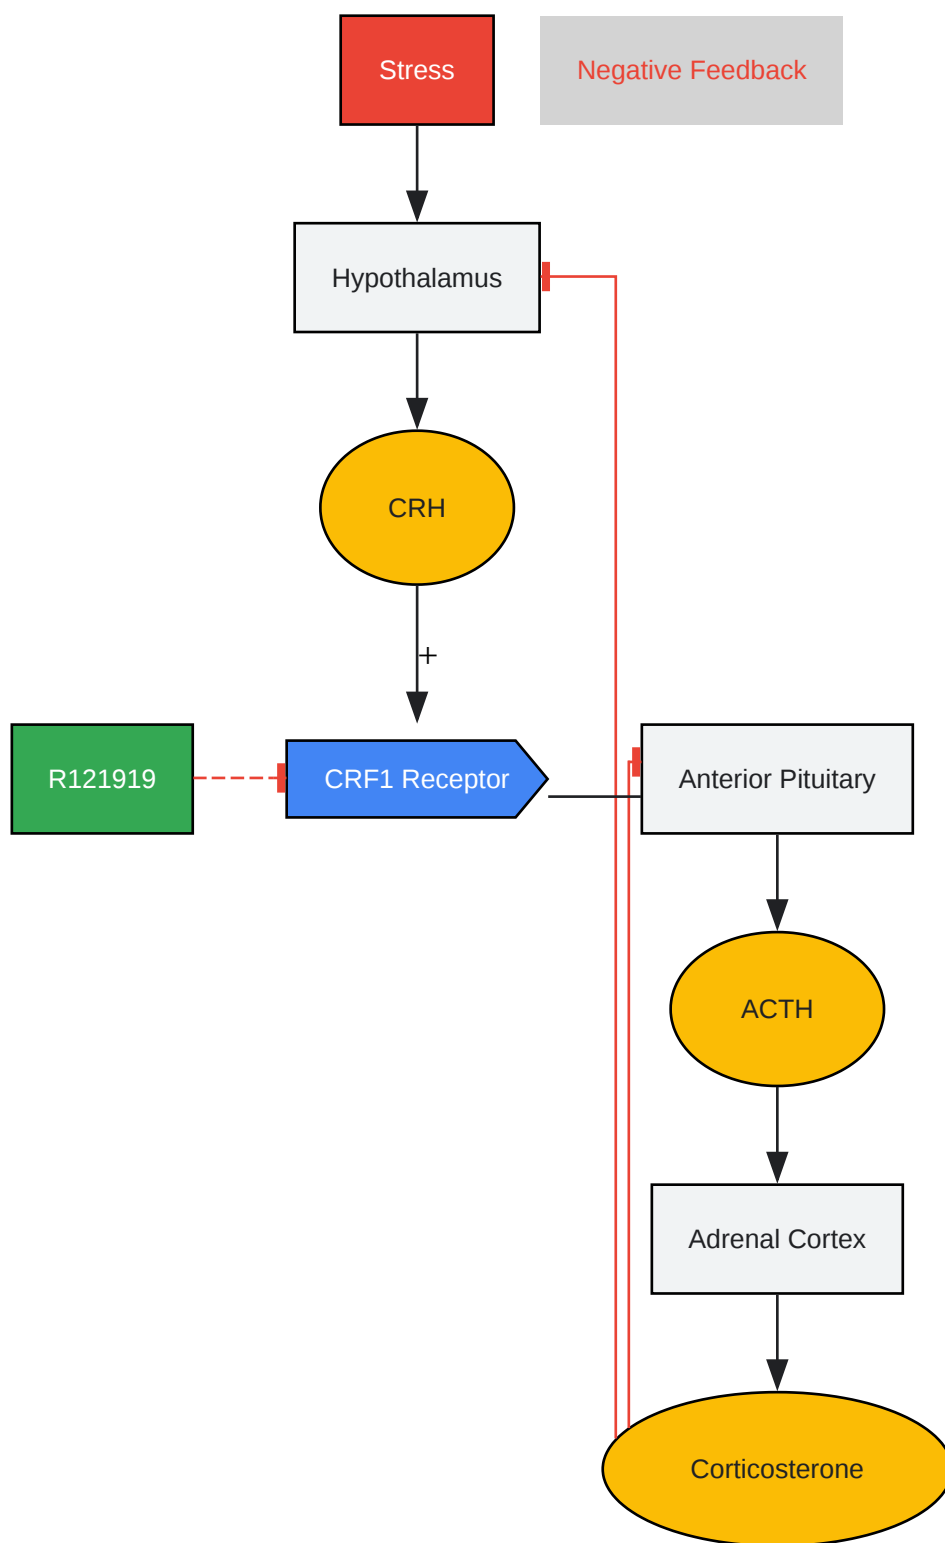 Stress
Negative Feedback
Hypothalamus
CRH
+
R121919
CRF1 Receptor
Anterior Pituitary
ACTH
Adrenal Cortex
Corticosterone